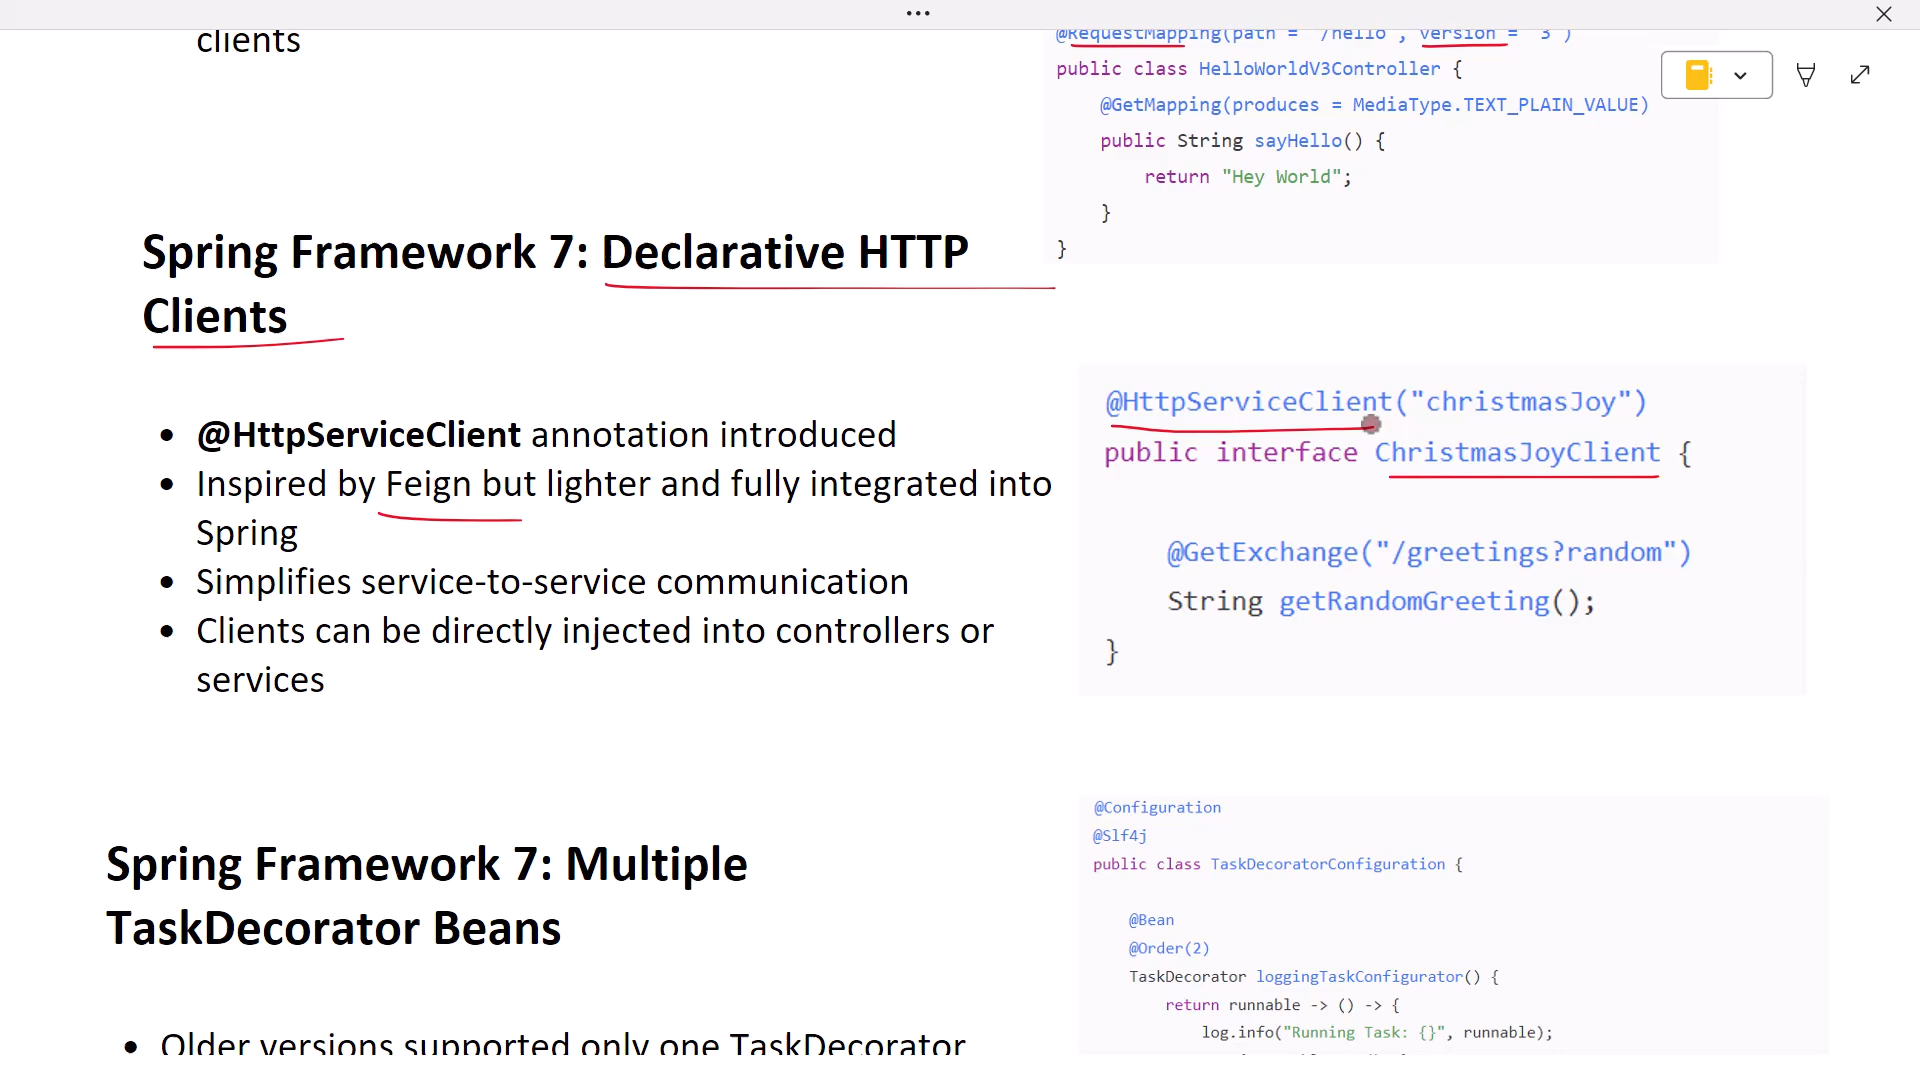 clients
@RequestMapping(path = "/hello", version = "3")
public class HelloWorldV3Controller {
@GetMapping(produces = MediaType.TEXT_PLAIN_VALUE)
public String sayHello() {
return "Hey World";
}
}
Spring Framework 7: Declarative HTTP
Clients
@HttpServiceClient annotation introduced
Inspired by Feign but lighter and fully integrated into
Spring
Simplifies service-to-service communication
Clients can be directly injected into controllers or
services
@HttpServiceClient("christmasJoy")
public interface ChristmasJoyClient {
@GetExchange("/greetings?random")
String getRandomGreeting();
}
Spring Framework 7: Multiple
TaskDecorator Beans
Older versions supported only one TaskDecorator
@Configuration
@Slf4j
public class TaskDecoratorConfiguration {
@Bean
@Order(2)
TaskDecorator loggingTaskConfigurator() {
return runnable -> () -> {
log.info("Running Task: {}", runnable);